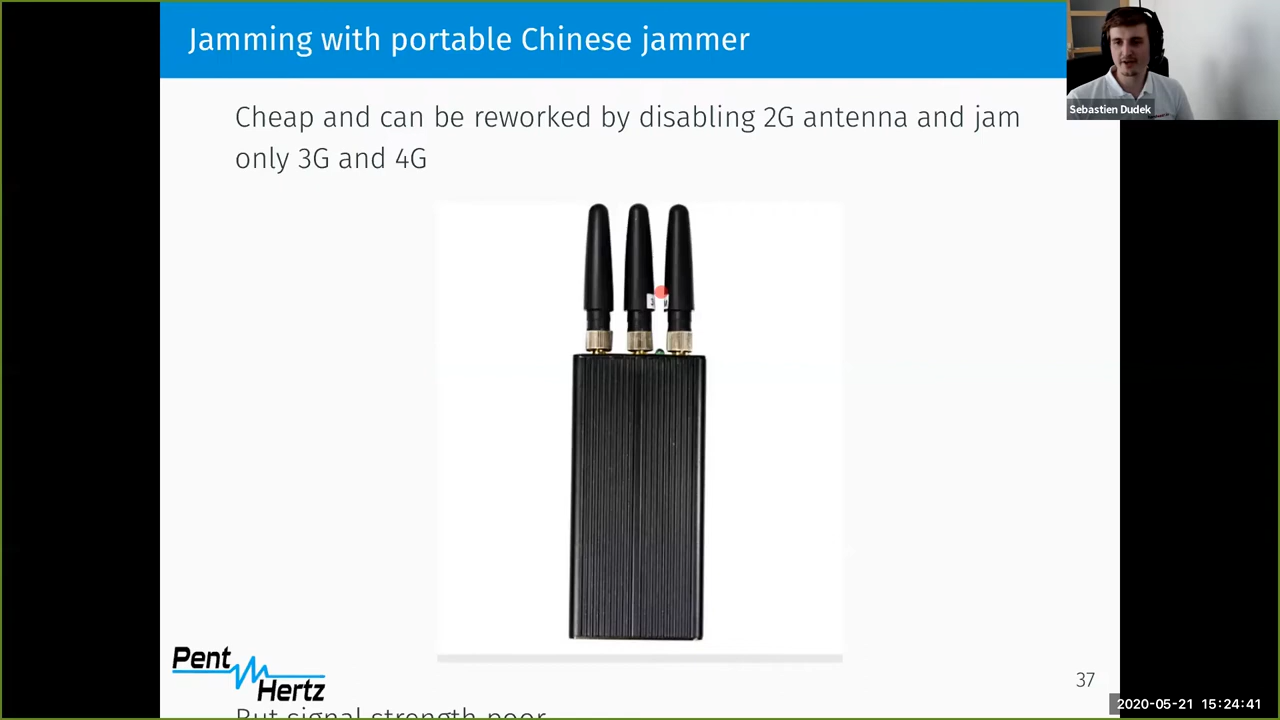 Jamming with portable Chinese jammer
Sebastien Dudek
Cheap and can be reworked by disabling 2G antenna and jam
only 3G and 4G
Pent
Hertz
37
2020-05-21 15:24:41
But signal strength poor